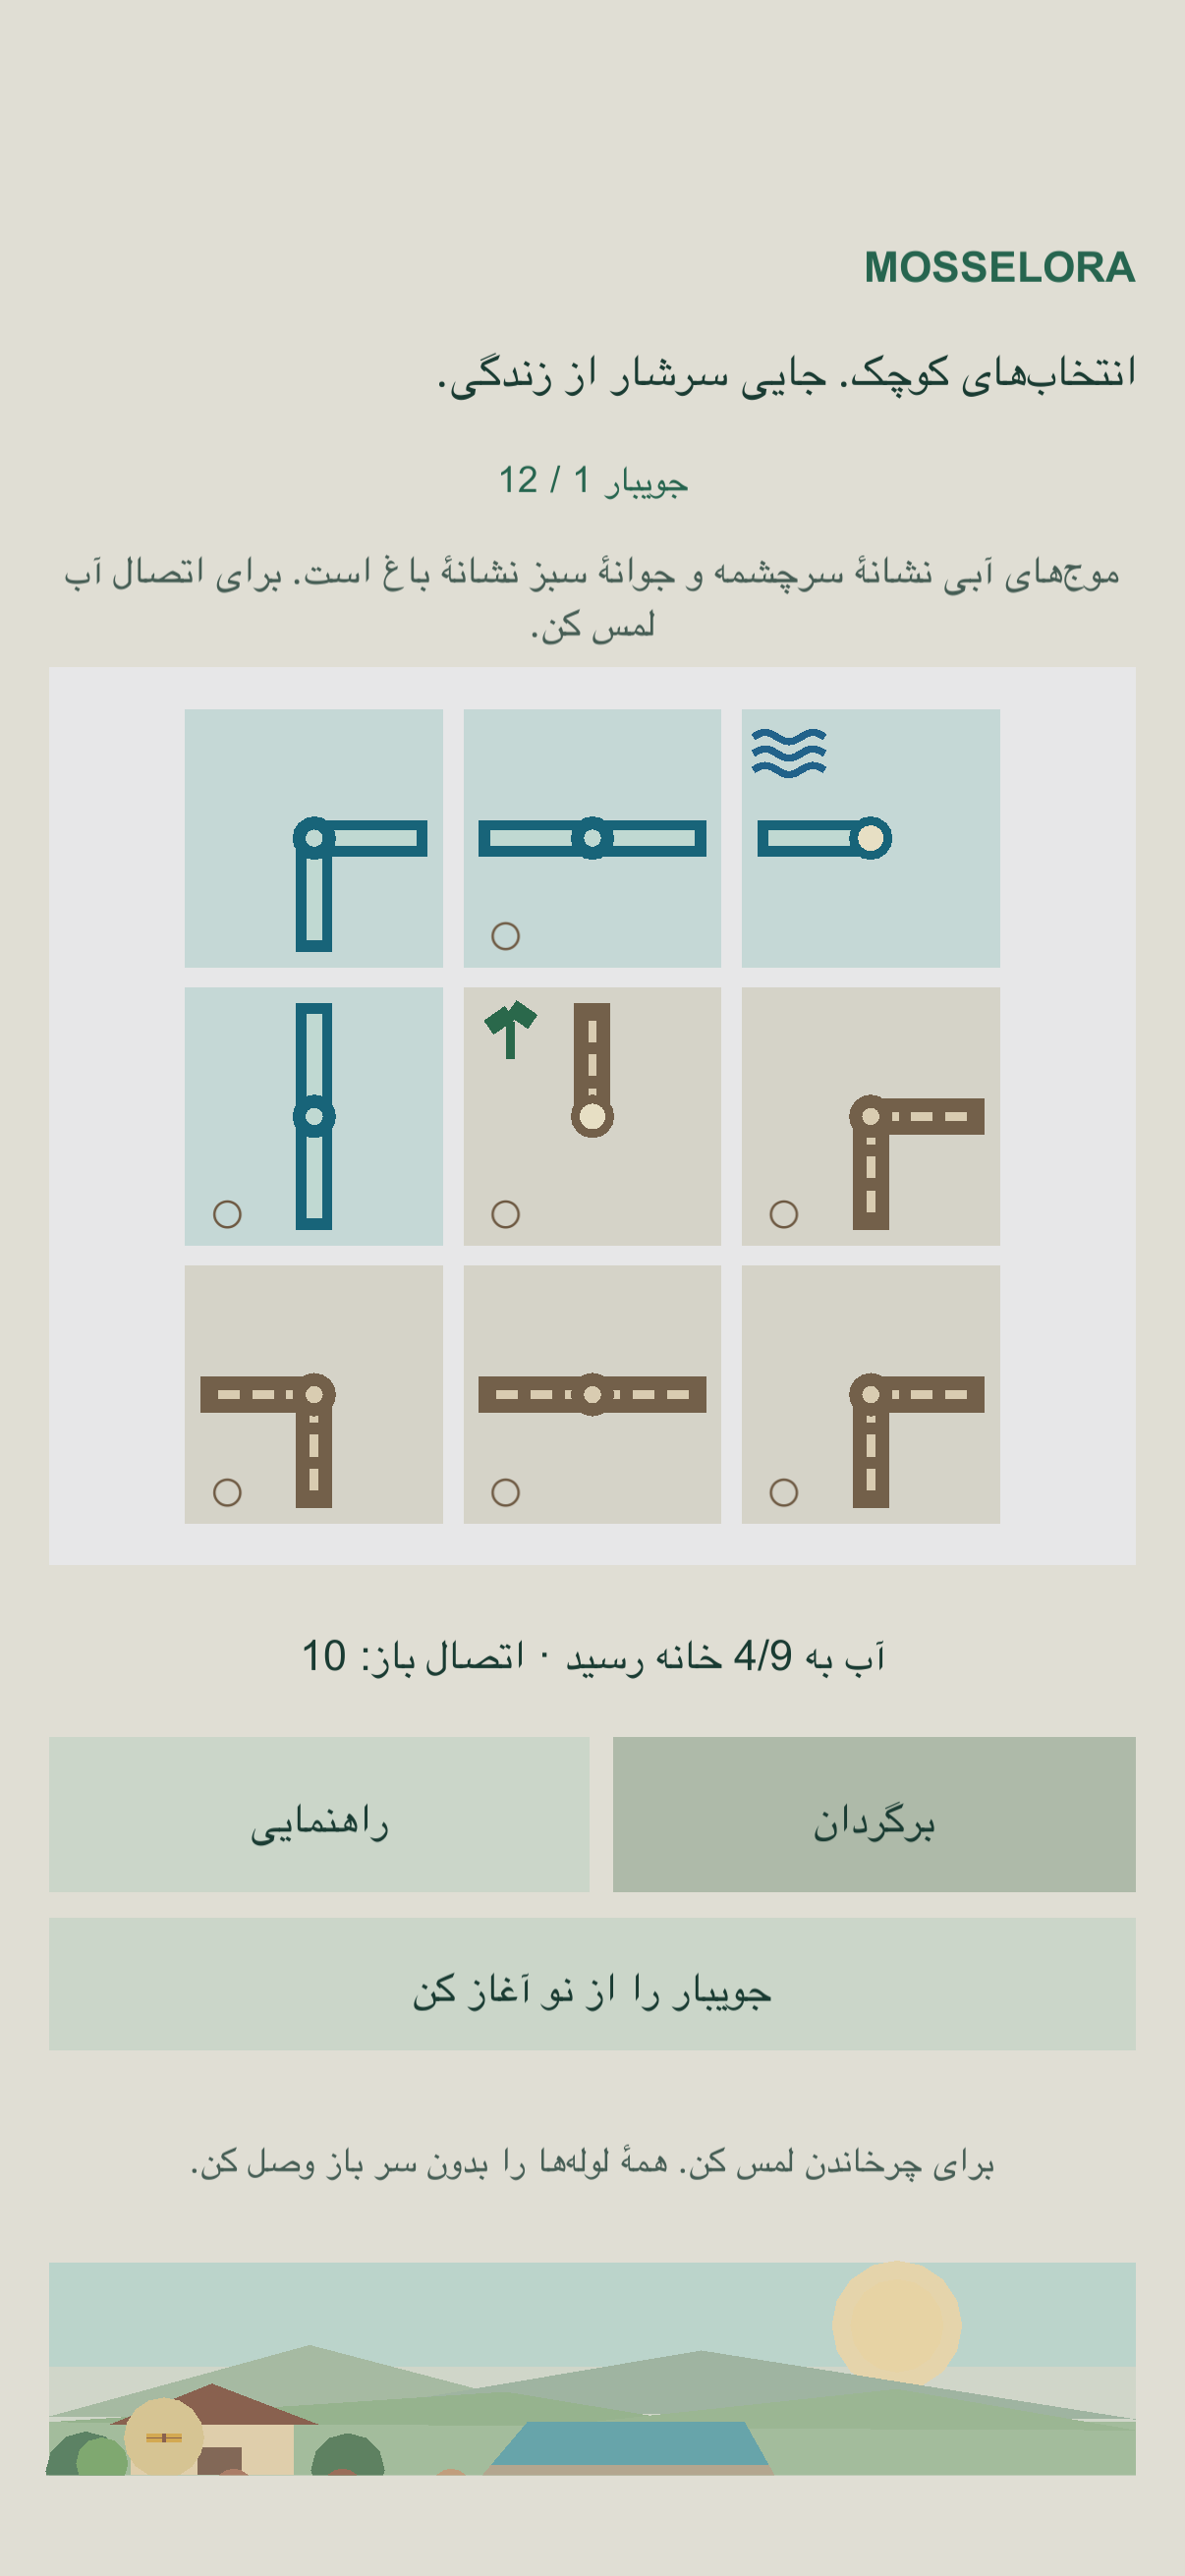 MOSSELORA
انتخاب‌های کوچک. جایی سرشار از زندگی.
جویبار 1 / 12
موج‌های آبی نشانهٔ سرچشمه و جوانهٔ سبز نشانهٔ باغ است. برای اتصال آب
لمس کن.
آب به 4/9 خانه رسید · اتصال باز: 10
برگردان
راهنمایی
جویبار را از نو آغاز کن
برای چرخاندن لمس کن. همهٔ لوله‌ها را بدون سر باز وصل کن.